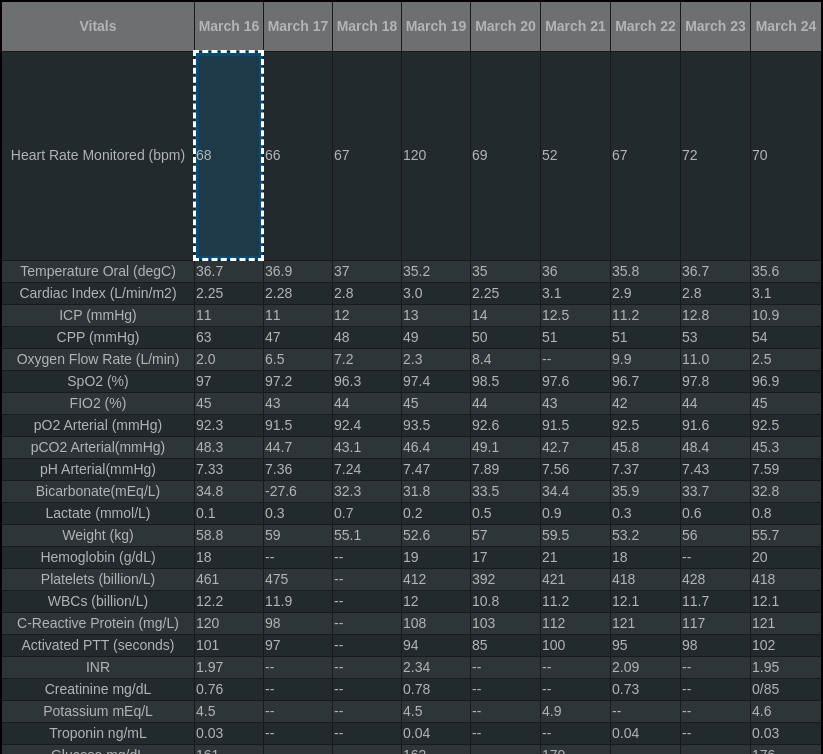 Vitals March 16 March 17 March 18 March 19 March 20 March 21 March 22 March 23 March 24
Heart Rate Monitored (bpm) 68 66 67 120 69 52 67 72 70
Temperature Oral (degC) 36.7 36.9 37 35.2 35 36 35.8 36.7 35.6
Cardiac Index (L/min/m2) 2.25 2.28 2.8 3.0 2.25 3.1 2.9 2.8 3.1
ICP (mmHg) 11 11 12 13 14 12.5 11.2 12.8 10.9
CPP (mmHg) 63 47 48 49 50 51 51 53 54
Oxygen Flow Rate (L/min) 2.0 6.5 7.2 2.3 8.4 -- 9.9 11.0 2.5
SpO2 (%) 97 97.2 96.3 97.4 98.5 97.6 96.7 97.8 96.9
FIO2 (%) 45 43 44 45 44 43 42 44 45
pO2 Arterial (mmHg) 92.3 91.5 92.4 93.5 92.6 91.5 92.5 91.6 92.5
pCO2 Arterial(mmHg) 48.3 44.7 43.1 46.4 49.1 42.7 45.8 48.4 45.3
pH Arterial(mmHg) 7.33 7.36 7.24 7.47 7.89 7.56 7.37 7.43 7.59
Bicarbonate(mEq/L) 34.8 -27.6 32.3 31.8 33.5 34.4 35.9 33.7 32.8
Lactate (mmol/L) 0.1 0.3 0.7 0.2 0.5 0.9 0.3 0.6 0.8
Weight (kg) 58.8 59 55.1 52.6 57 59.5 53.2 56 55.7
Hemoglobin (g/dL) 18 -- -- 19 17 21 18 -- 20
Platelets (billion/L) 461 475 -- 412 392 421 418 428 418
WBCs (billion/L) 12.2 11.9 -- 12 10.8 11.2 12.1 11.7 12.1
C-Reactive Protein (mg/L) 120 98 -- 108 103 112 121 117 121
Activated PTT (seconds) 101 97 -- 94 85 100 95 98 102
INR 1.97 -- -- 2.34 -- -- 2.09 -- 1.95
Creatinine mg/dL 0.76 -- -- 0.78 -- -- 0.73 -- 0/85
Potassium mEq/L 4.5 -- -- 4.5 -- 4.9 -- -- 4.6
Troponin ng/mL 0.03 -- -- 0.04 -- -- 0.04 -- 0.03